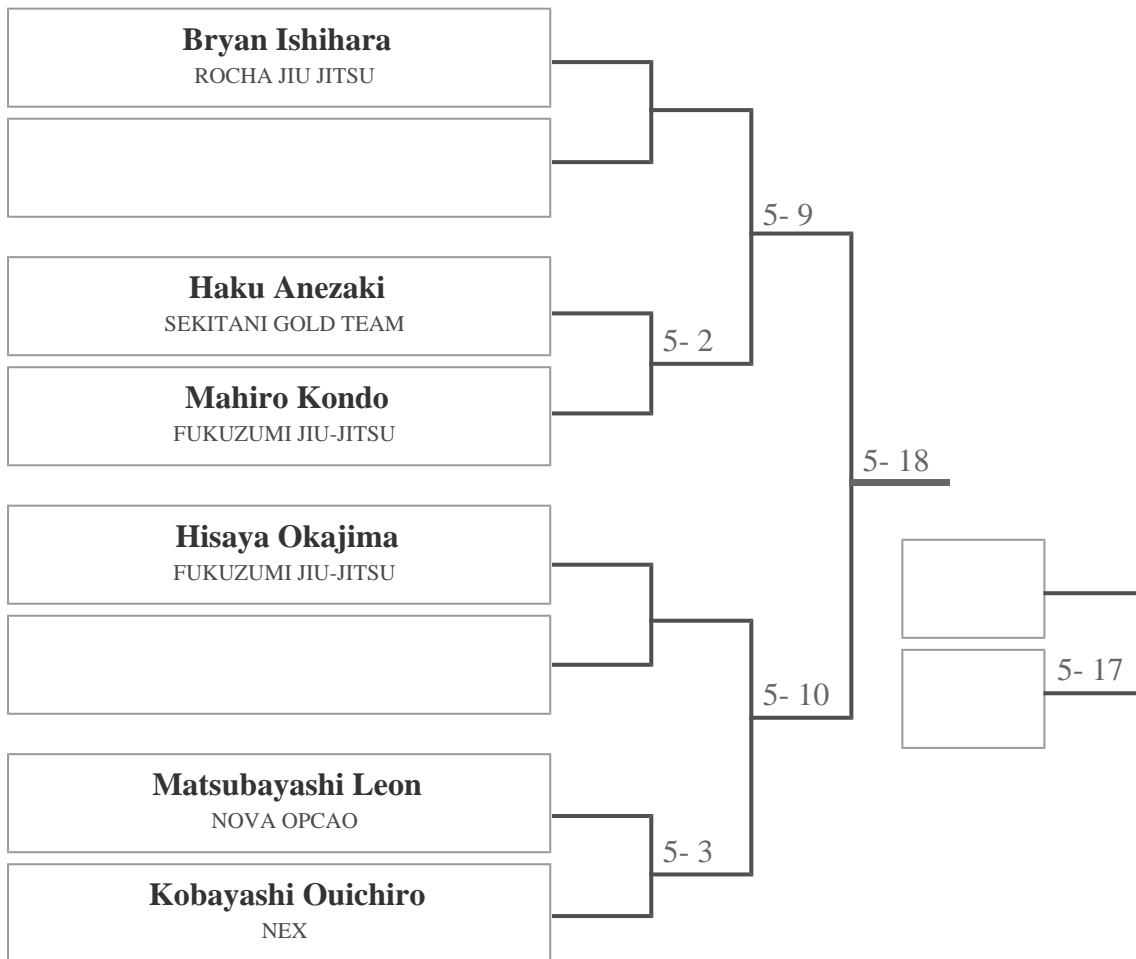 Bryan Ishihara
ROCHA JIU JITSU
5- 9
Haku Anezaki
SEKITANI GOLD TEAM
5- 2
Mahiro Kondo
FUKUZUMI JIU-JITSU
5- 18
Hisaya Okajima
FUKUZUMI JIU-JITSU
5- 17
5- 10
Matsubayashi Leon
NOVA OPCAO
5- 3
Kobayashi Ouichiro
NEX